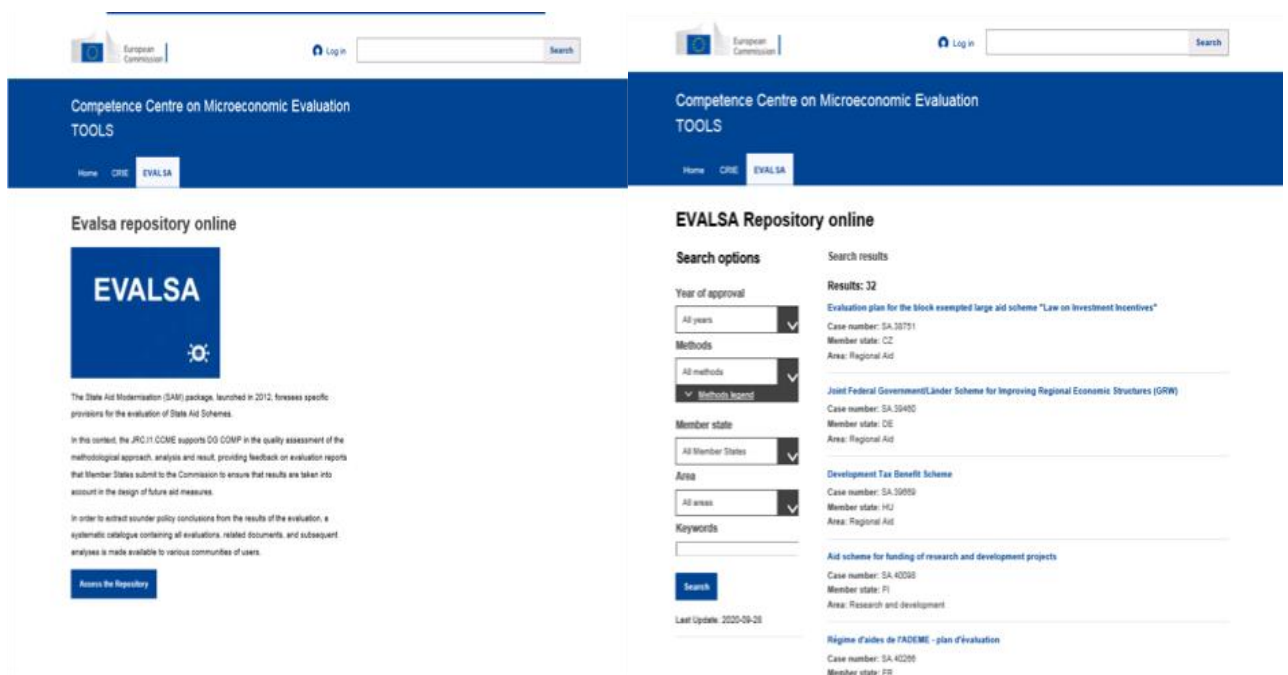 European
Commission
Log in
Search
Competence Centre on Microeconomic Evaluation
TOOLS
Home CRIE EVALSA
Evalsa repository online
EVALSA
The State Aid Modernisation (SAM) package, launched in 2012, foresees specific
provisions for the evaluation of State Aid Schemes.
In this context, the JRC.I1.CCME supports DG COMP in the quality assessment of the
methodological approach, analysis and result, providing feedback on evaluation reports
that Member States submit to the Commission to ensure that results are taken into
account in the design of future aid measures.
In order to extract sounder policy conclusions from the results of the evaluation, a
systematic catalogue containing all evaluations, related documents, and subsequent
analyses is made available to various communities of users.
Access the Repository
European
Commission
Log in
Search
Competence Centre on Microeconomic Evaluation
TOOLS
Home CRIE EVALSA
EVALSA Repository online
Search options
Year of approval
All years
Methods
All methods
Methods legend
Member state
All Member States
Area
All areas
Keywords
Search
Last Update: 2020-09-28
Search results
Results: 32
Evaluation plan for the block exempted large aid scheme "Law on Investment Incentives"
Case number: SA.38751
Member state: CZ
Area: Regional Aid
Joint Federal Government/Länder Scheme for Improving Regional Economic Structures (GRW)
Case number: SA.39460
Member state: DE
Area: Regional Aid
Development Tax Benefit Scheme
Case number: SA.39669
Member state: HU
Area: Regional Aid
Aid scheme for funding of research and development projects
Case number: SA.40098
Member state: FI
Area: Research and development
Régime d'aides de l'ADEME - plan d'évaluation
Case number: SA.40266
Member state: FR